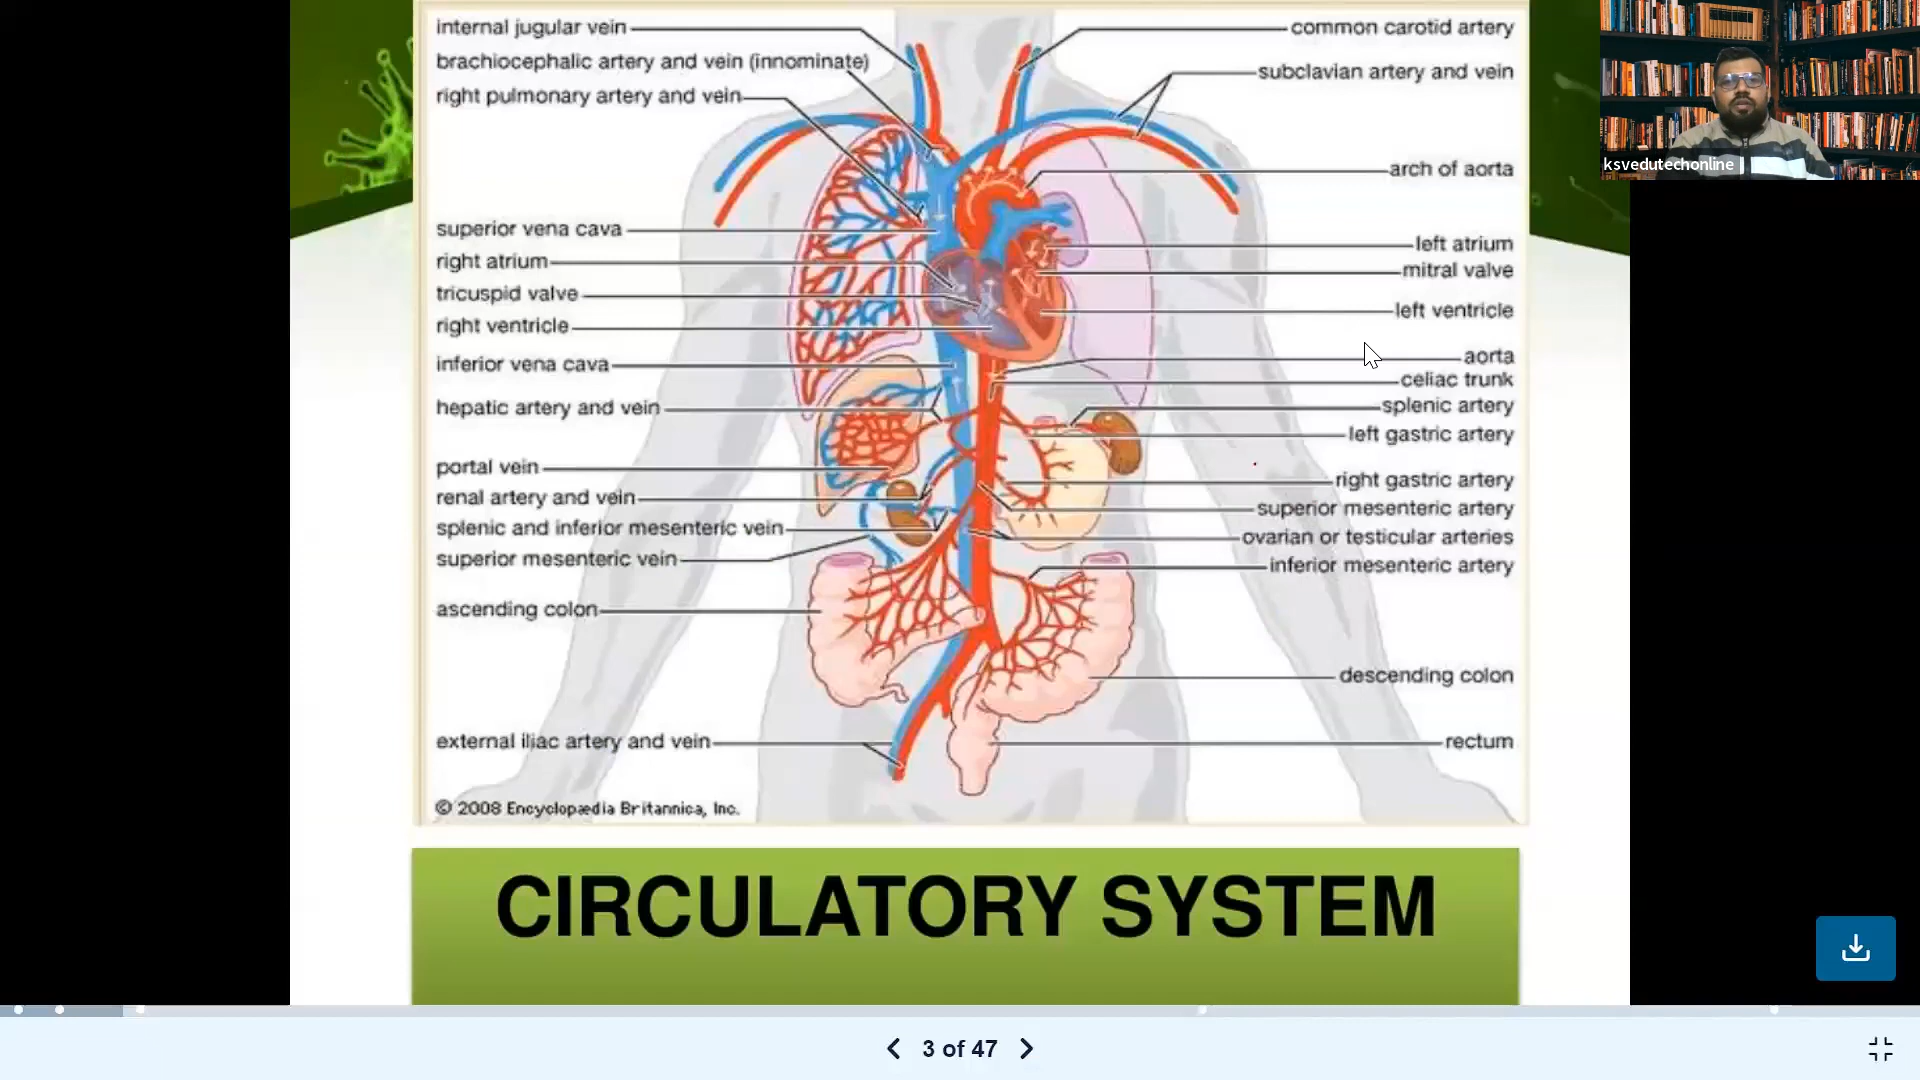 internal jugular vein
brachiocephalic artery and vein (innominate)
right pulmonary artery and vein
superior vena cava
right atrium
tricuspid valve
right ventricle
inferior vena cava
hepatic artery and vein
portal vein
renal artery and vein
splenic and inferior mesenteric vein
superior mesenteric vein
ascending colon
external iliac artery and vein
© 2008 Encyclopædia Britannica, Inc.
common carotid artery
subclavian artery and vein
arch of aorta
left atrium
mitral valve
left ventricle
aorta
celiac trunk
splenic artery
left gastric artery
right gastric artery
superior mesenteric artery
ovarian or testicular arteries
inferior mesenteric artery
descending colon
rectum
ksvedutechonline
CIRCULATORY SYSTEM
3 of 47